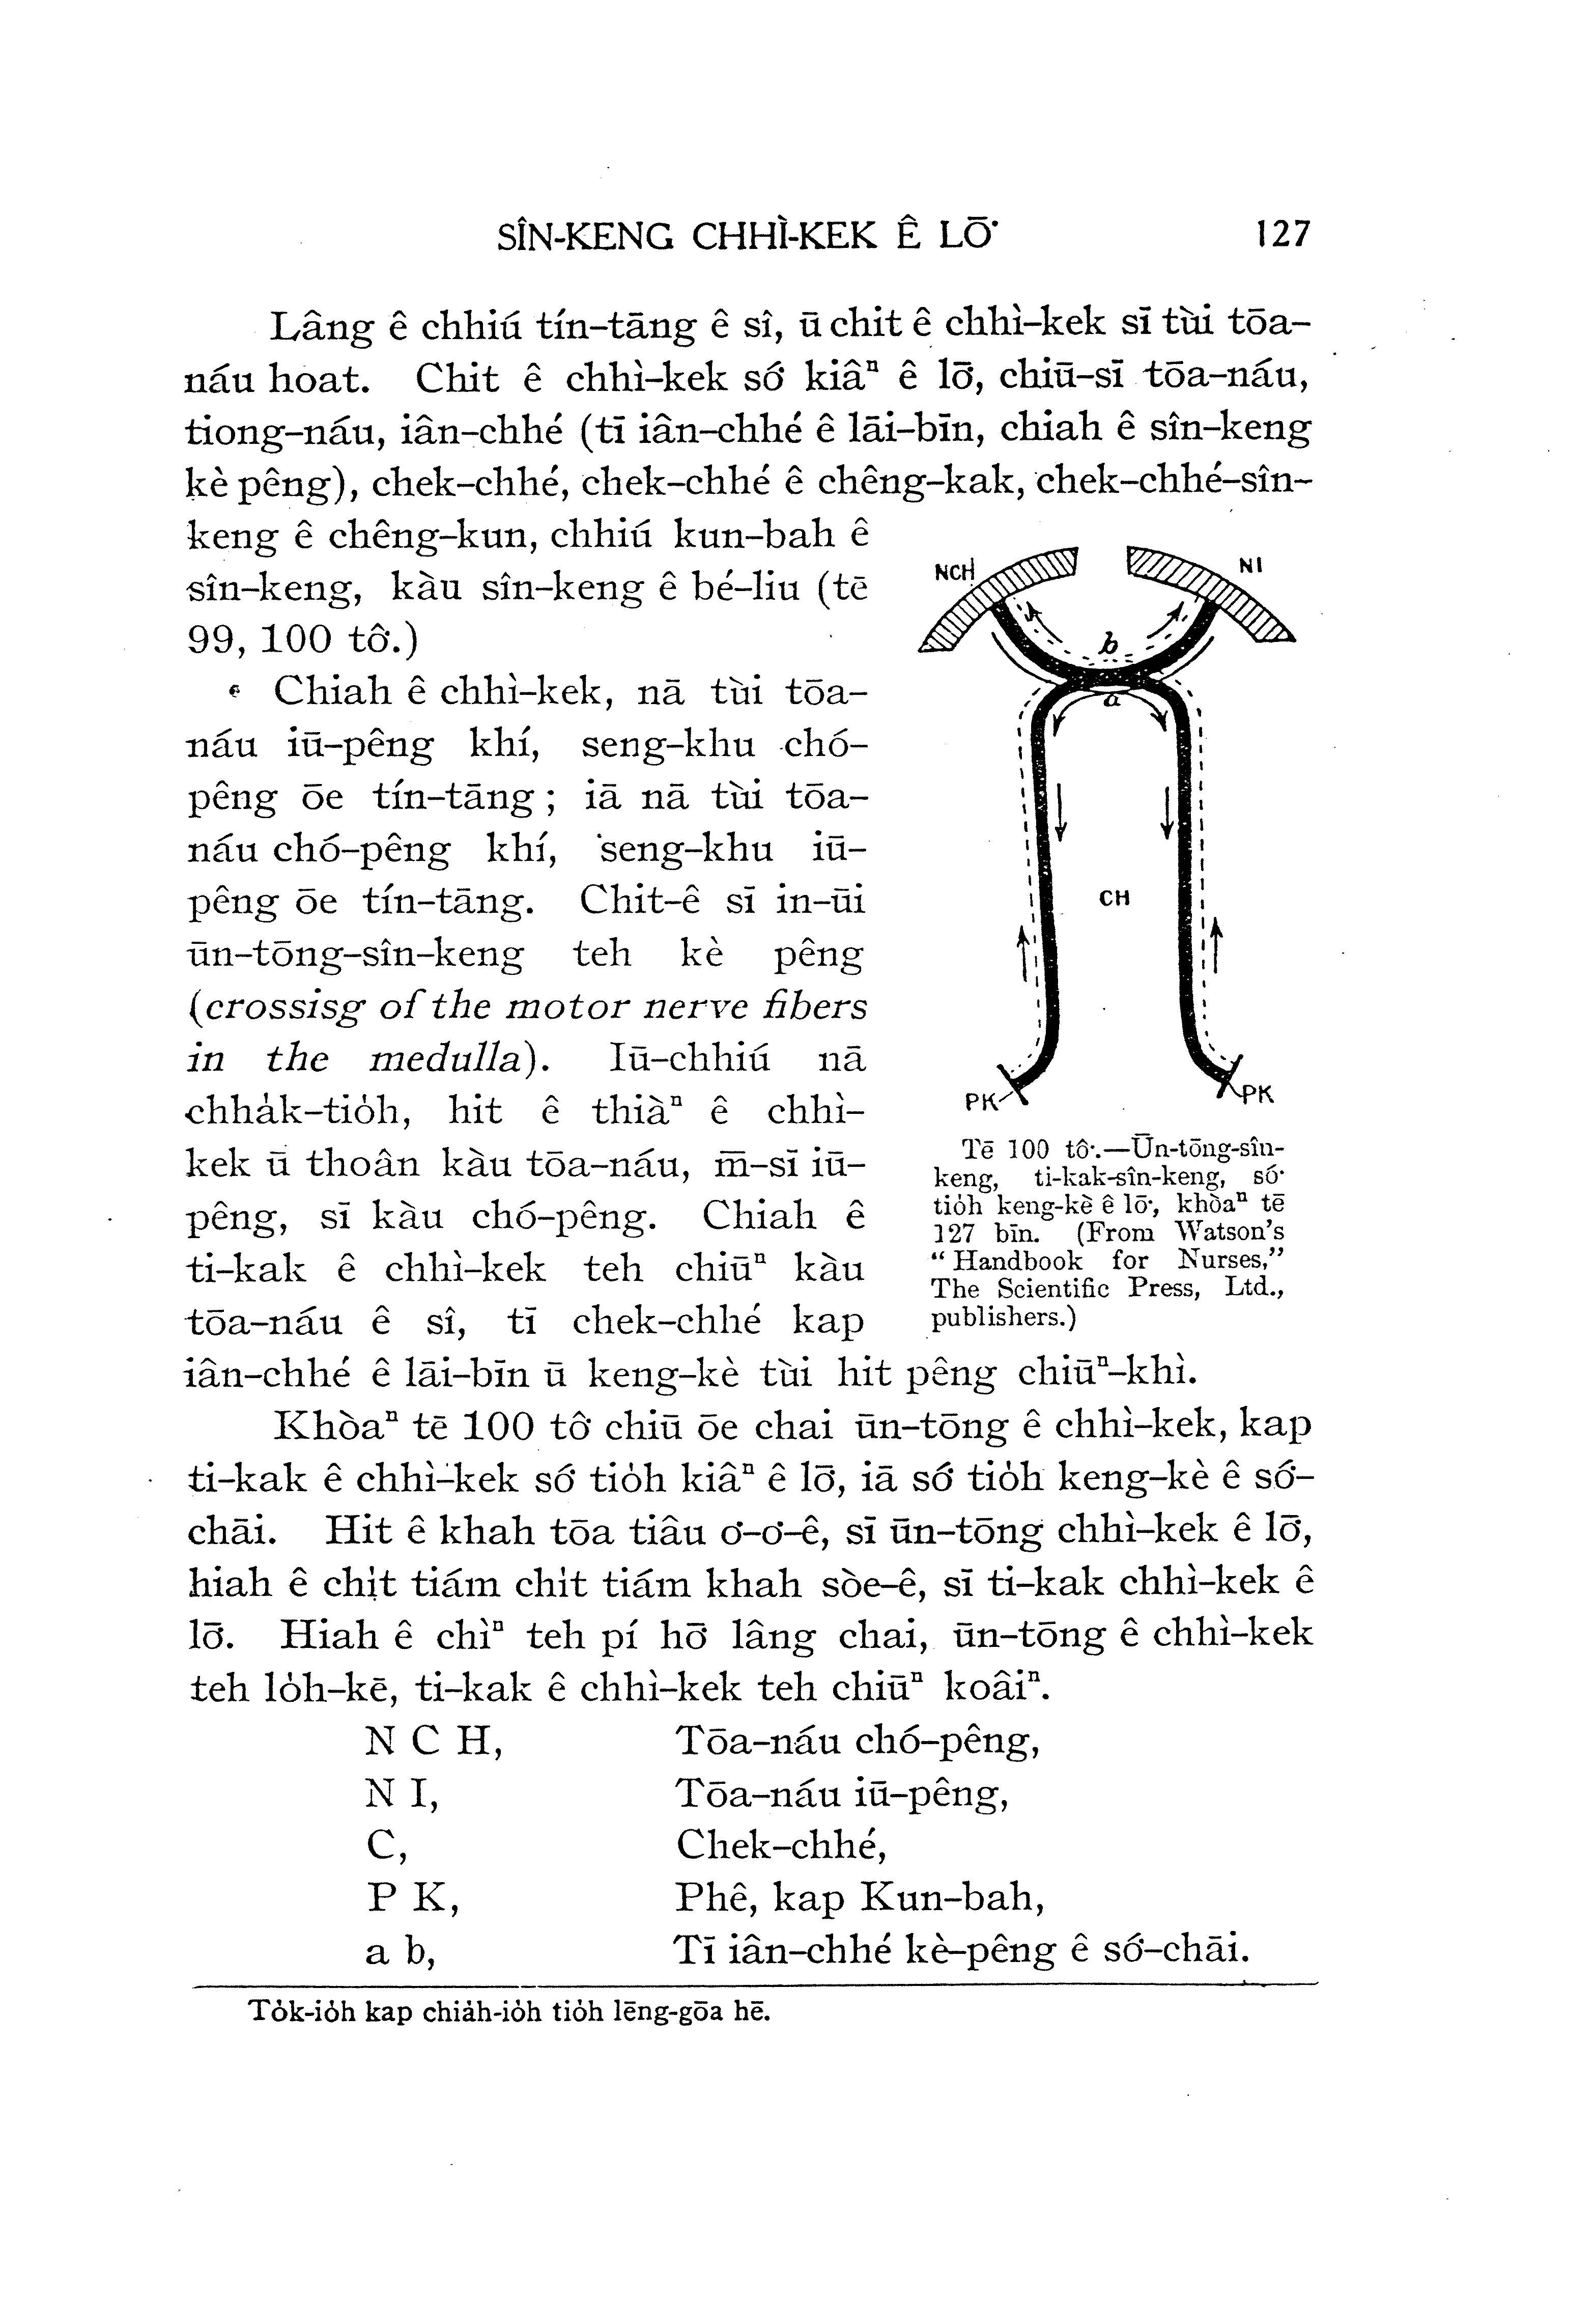 SÎN-KENG CHHÌ-KEK Ê LŌ͘
127
Lâng ê chhiú tín-tāng ê sî, ū chit ê chhì-kek sī tùi tōa-
náu hoat. Chit ê chhì-kek só͘ kiâⁿ ê lō͘, chiū-sī tōa-náu,
tiong-náu, iân-chhé (tī iân-chhé ê lāi-bīn, chiah ê sîn-keng
kè pêng), chek-chhé, chek-chhé ê chêng-kak, chek-chhé-sîn-
keng ê chêng-kun, chhiú kun-bah ê
sîn-keng, kàu sîn-keng ê bé-liu (tē
99, 100 tô͘.)
Chiah ê chhì-kek, nā tùi tōa-
náu iū-pêng khí, seng-khu chó-
pêng ōe tín-tāng; iā nā tùi tōa-
náu chó-pêng khí, seng-khu iū-
pêng ōe tín-tāng. Chit-ê sī in-ūi
ūn-tōng-sîn-keng teh kè pêng
(crossisg of the motor nerve fibers
in the medulla). Iū-chhiú nā
chha̍k-tio̍h, hit ê thiàⁿ ê chhì-
kek ū thoân kàu tōa-náu, m̄-sī iū-
pêng, sī kàu chó-pêng. Chiah ê
ti-kak ê chhì-kek teh chiūⁿ kàu
tōa-náu ê sî, tī chek-chhé kap
iân-chhé ê lāi-bīn ū keng-kè tùi hit pêng chiūⁿ-khì.
NCH
NI
b
a
CH
PK
PK
Tē 100 tô͘.—Ūn-tōng-sîn-
keng, ti-kak-sîn-keng, só͘
tio̍h keng-kè ê lō͘, khòaⁿ tē
127 bīn. (From Watson's
"Handbook for Nurses,"
The Scientific Press, Ltd.,
publishers.)
Khòaⁿ tē 100 tô͘ chiū ōe chai ūn-tōng ê chhì-kek, kap
ti-kak ê chhì-kek só͘ tio̍h kiâⁿ ê lō͘, iā só͘ tio̍h keng-kè ê só͘-
chāi. Hit ê khah tōa tiâu o͘-o͘-ê, sī ūn-tōng chhì-kek ê lō͘,
hiah ê chi̍t tiám chi̍t tiám khah sòe-ê, sī ti-kak chhì-kek ê
lō͘. Hiah ê chìⁿ teh pí hō͘ lâng chai, ūn-tōng ê chhì-kek
teh lo̍h-kē, ti-kak ê chhì-kek teh chiūⁿ koâiⁿ.
N C H, Tōa-náu chó-pêng,
N I, Tōa-náu iū-pêng,
C, Chek-chhé,
P K, Phê, kap Kun-bah,
a b, Tī iân-chhé kè-pêng ê só͘-chāi.
To̍k-io̍h kap chia̍h-io̍h tio̍h lēng-gōa hē.